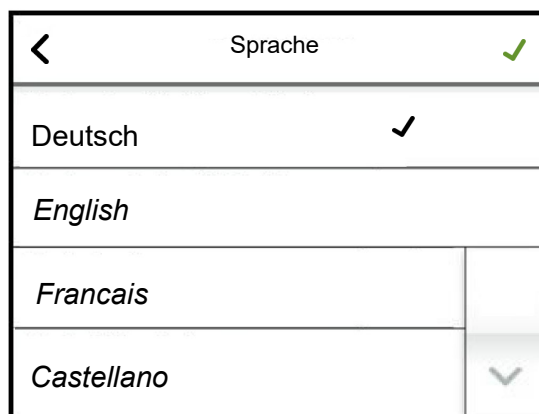 Sprache
Deutsch
English
Francais
Castellano